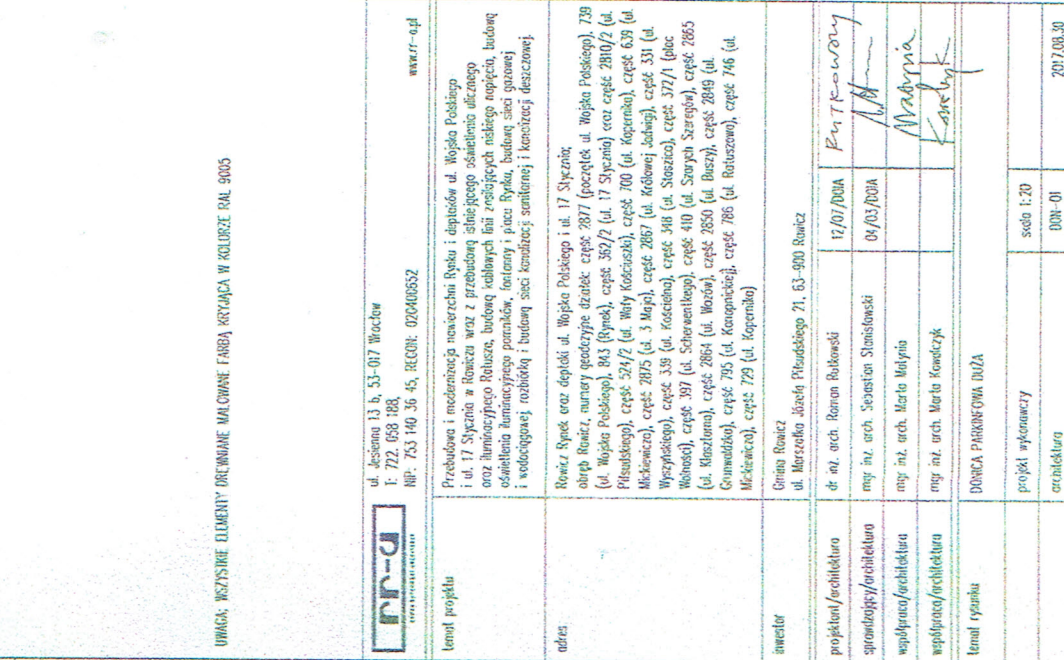 UWAGA: WSZYSTKIE ELEMENTY DREWNIANE MALOWANE FARBĄ KRYJĄCA W KOLORZE RAL 9005
rr-a
ul. Jesienna 13 b, 53-017 Wrocław
T: 722 058 188,
NIP: 753 140 36 45, REGON: 020400652
www.rr-a.pl
temat projektu
Przebudowa i modernizacja nawierzchni Rynku i deptaków ul. Wojska Polskiego
i ul. 17 Stycznia w Rawiczu wraz z przebudową istniejącego oświetlenia ulicznego
oraz iluminacyjnego Ratusza, budową kablowych linii zasilających niskiego napięcia, budową
oświetlenia iluminacyjnego pomników, fontanny i placu Rynku, budową sieci gazowej
i wodociągowej, rozbiórką i budową sieci kanalizacji sanitarnej i kanalizacji deszczowej.
adres
Rawicz Rynek oraz deptaki ul. Wojska Polskiego i ul. 17 Stycznia;
obręb Rawicz, numery geodezyjne działek: część 2877 (początek ul. Wojska Polskiego), 739
(ul. Wojska Polskiego), 843 (Rynek), część 362/2 (ul. 17 Stycznia) oraz część 2810/2 (ul.
Piłsudskiego), część 524/2 (ul. Wały Kościuszki), część 700 (ul. Kopernika), część 639 (ul.
Mickiewicza), część 2875 (ul. 3 Maja), część 2867 (ul. Królowej Jadwigi), część 331 (ul.
Wyszyńskiego), część 339 (ul. Kościelna), część 348 (ul. Staszica), część 372/1 (plac
Wolności), część 397 (ul. Scherwentkego), część 410 (ul. Szarych Szeregów), część 2865
(ul. Klasztorna), część 2864 (ul. Wazów), część 2850 (ul. Buszy), część 2849 (ul.
Grunwaldzka), część 795 (ul. Konopnickiej), część 786 (ul. Ratuszowa), część 746 (ul.
Mickiewicza), część 729 (ul. Kopernika)
inwestor
Gmina Rawicz
ul. Marszałka Józefa Piłsudskiego 21, 63-900 Rawicz
projektant/architektura dr inż. arch. Roman Rutkowski 12/07/DOIA Rutkowski
sprawdzający/architektura mgr inż. arch. Sebastian Stanisławski 04/03/DOIA
współpraca/architektura mgr inż. arch. Marta Matynia Matynia
współpraca/architektura mgr inż. arch. Marta Kowalczyk Kowalczyk
temat rysunku DONICA PARKINGOWA DUŻA
projekt wykonawczy skala 1:20
architektura DON-01 2017.08.30